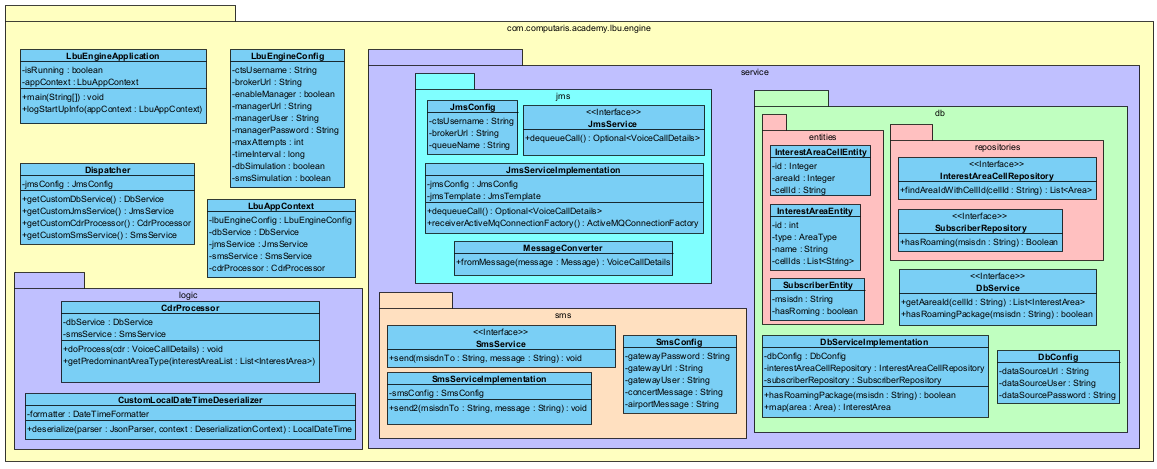 com.computaris.academy.lbu.engine
LbuEngineApplication
-isRunning : boolean
-appContext : LbuAppContext
+main(String[]) : void
+logStartUpInfo(appContext : LbuAppContext)
LbuEngineConfig
-ctsUsername : String
-brokerUrl : String
-enableManager : boolean
-managerUrl : String
-managerUser : String
-managerPassword : String
-maxAttempts : int
-timeInterval : long
-dbSimulation : boolean
-smsSimulation : boolean
Dispatcher
-jmsConfig : JmsConfig
+getCustomDbService() : DbService
+getCustomJmsService() : JmsService
+getCustomCdrProcessor() : CdrProcessor
+getCustomSmsService() : SmsService
LbuAppContext
-lbuEngineConfig : LbuEngineConfig
-dbService : DbService
-jmsService : JmsService
-smsService : SmsService
-cdrProcessor : CdrProcessor
logic
CdrProcessor
-dbService : DbService
-smsService : SmsService
+doProcess(cdr : VoiceCallDetails) : void
+getPredominantAreaType(interestAreaList : List<InterestArea>)
CustomLocalDateTimeDeserializer
-formatter : DateTimeFormatter
+deserialize(parser : JsonParser, context : DeserializationContext) : LocalDateTime
service
jms
JmsConfig
-ctsUsername : String
-brokerUrl : String
-queueName : String
<<Interface>>
JmsService
+dequeueCall() : Optional<VoiceCallDetails>
JmsServiceImplementation
-jmsConfig : JmsConfig
-jmsTemplate : JmsTemplate
+dequeueCall() : Optional<VoiceCallDetails>
+receiverActiveMqConnectionFactory() : ActiveMQConnectionFactory
MessageConverter
+fromMessage(message : Message) : VoiceCallDetails
sms
<<Interface>>
SmsService
+send(msisdnTo : String, message : String) : void
SmsServiceImplementation
-smsConfig : SmsConfig
+send2(msisdnTo : String, message : String) : void
SmsConfig
-gatewayPassword : String
-gatewayUrl : String
-gatewayUser : String
-concertMessage : String
-airportMessage : String
db
entities
InterestAreaCellEntity
-id : Integer
-areaId : Integer
-cellId : String
InterestAreaEntity
-id : int
-type : AreaType
-name : String
-cellIds : List<String>
SubscriberEntity
-msisdn : String
-hasRoming : boolean
repositories
<<Interface>>
InterestAreaCellRepository
+findAreaIdWithCellId(cellId : String) : List<Area>
<<Interface>>
SubscriberRepository
+hasRoaming(msisdn : String) : Boolean
<<Interface>>
DbService
+getAareaId(cellId : String) : List<InterestArea>
+hasRoamingPackage(msisdn : String) : boolean
DbServiceImplementation
-dbConfig : DbConfig
-interestAreaCellRepository : InterestAreaCellRepository
-subscriberRepository : SubscriberRepository
+hasRoamingPackage(msisdn : String) : boolean
+map(area : Area) : InterestArea
DbConfig
-dataSourceUrl : String
-dataSourceUser : String
-dataSourcePassword : String